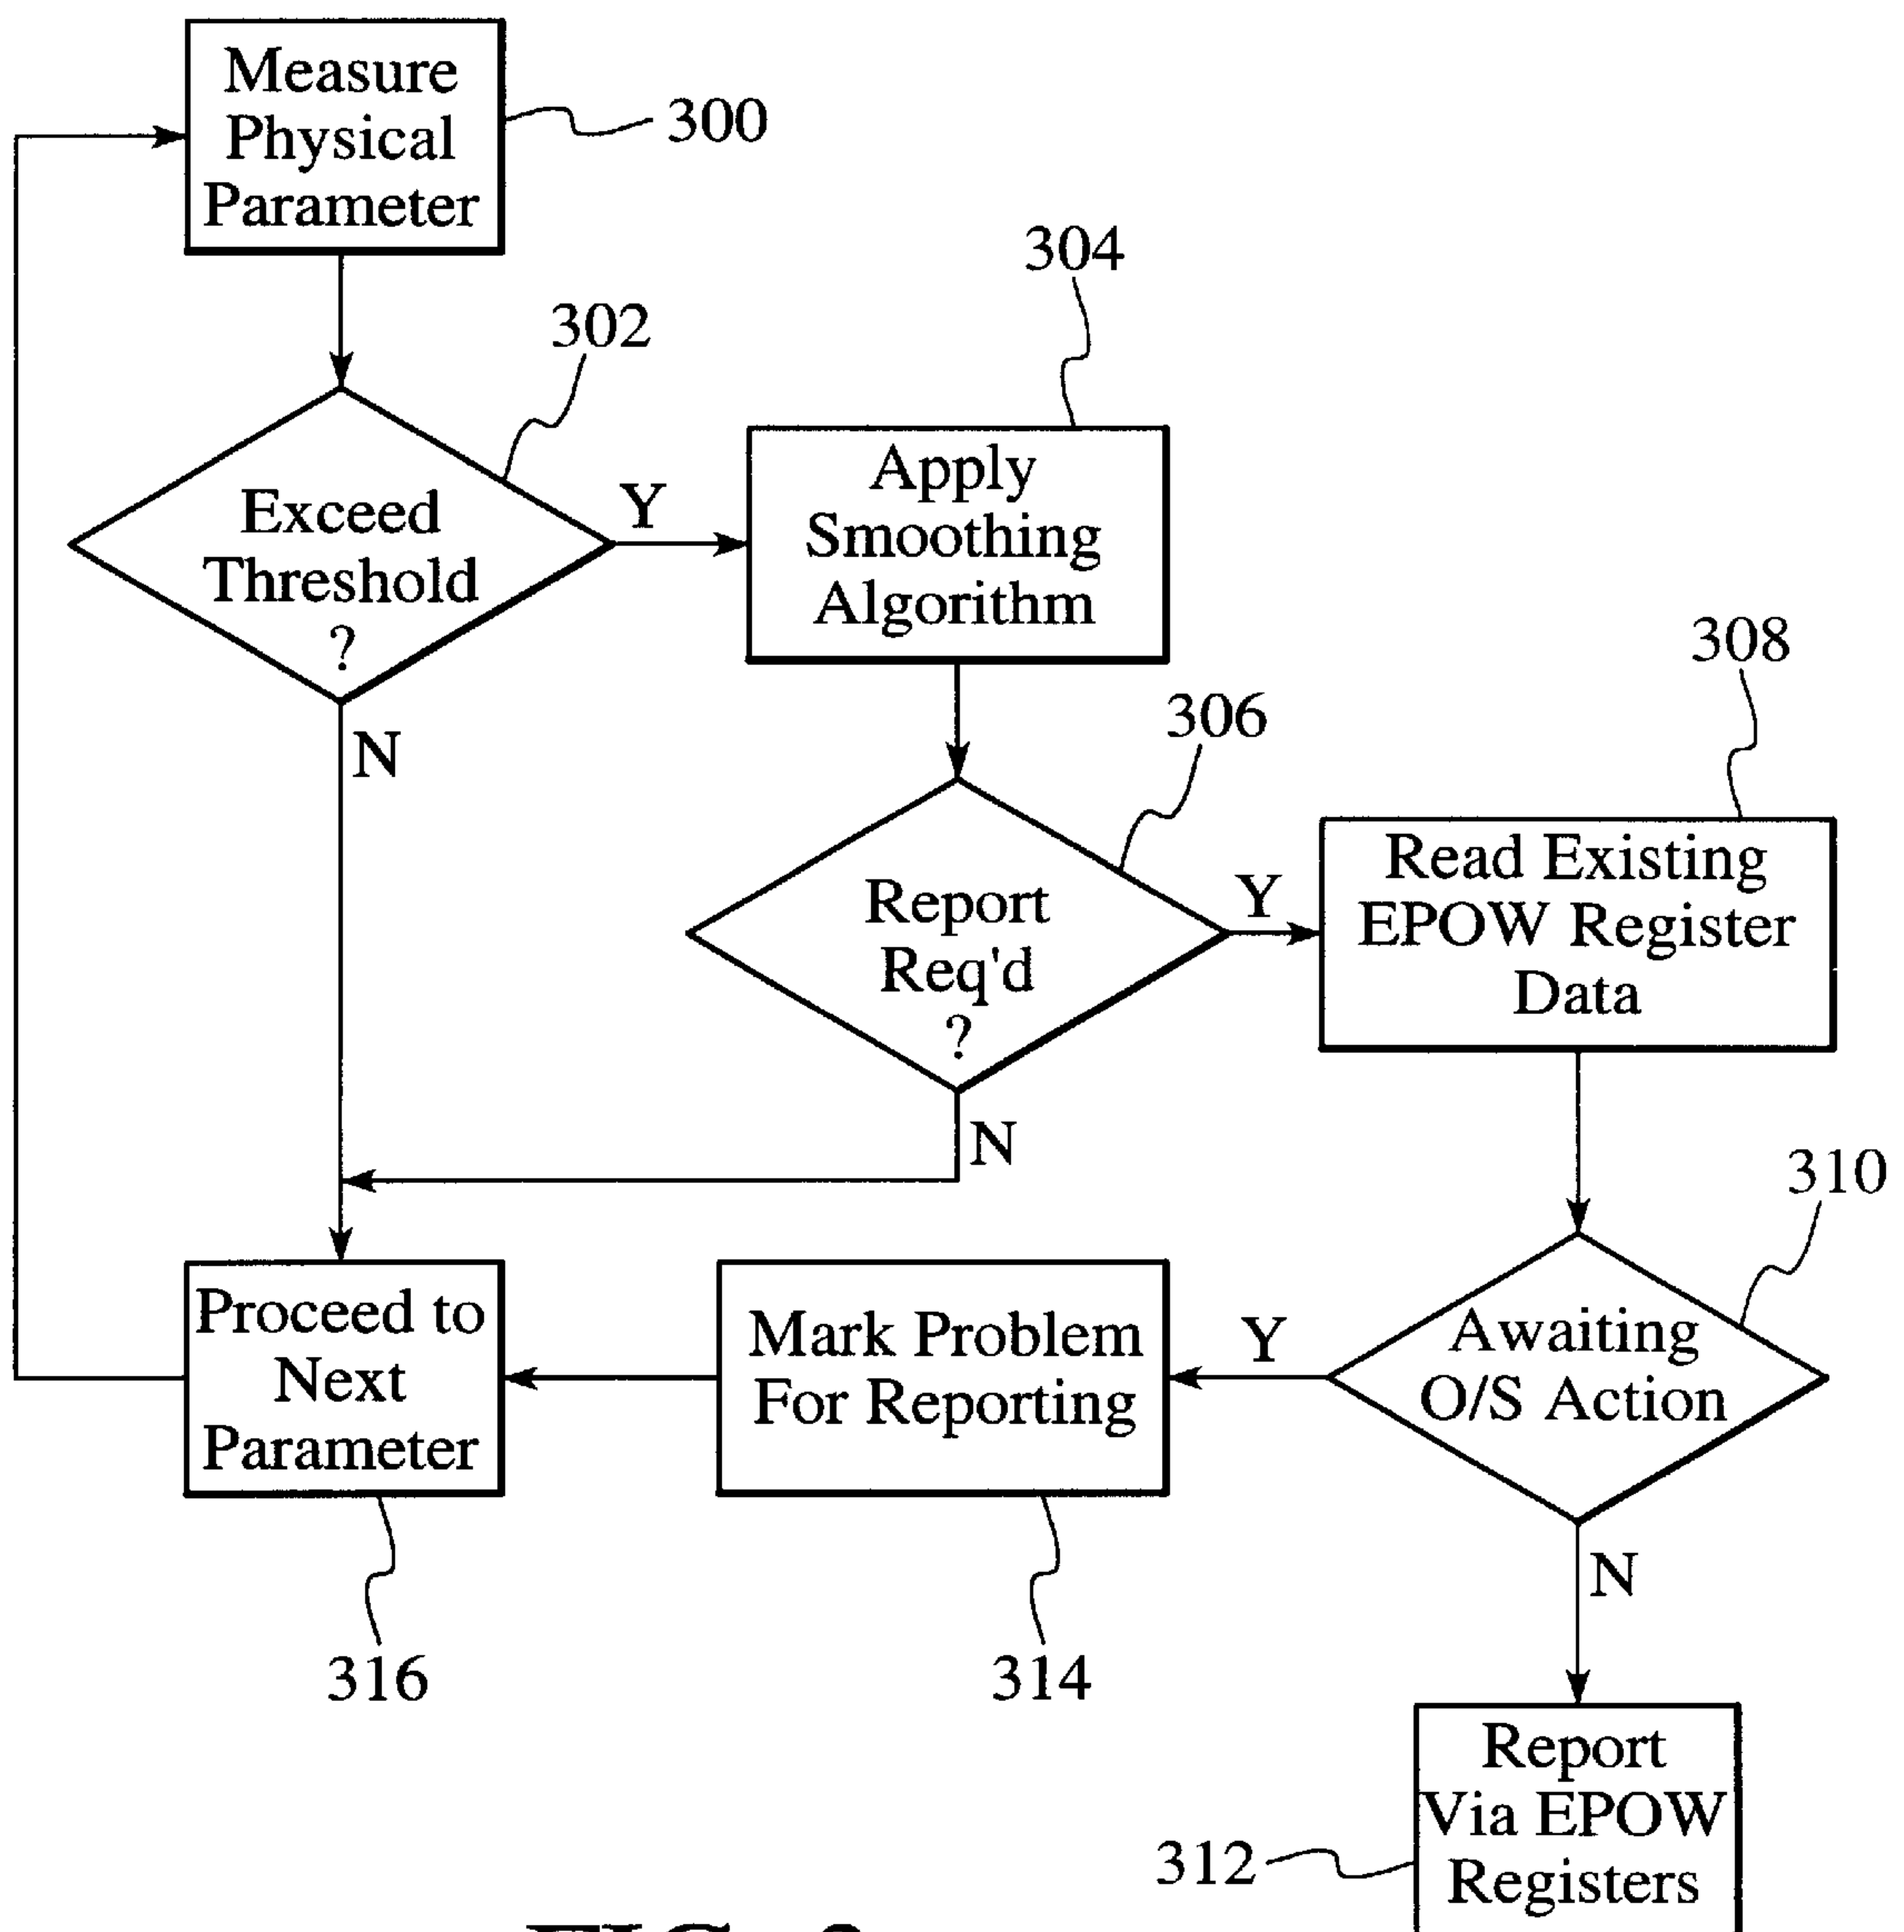 Measure
Physical
Parameter
300
302
Exceed
Threshold
?
Y
N
304
Apply
Smoothing
Algorithm
306
Report
Req'd
?
Y
N
308
Read Existing
EPOW Register
Data
310
Awaiting
O/S Action
Y
N
Mark Problem
For Reporting
314
Proceed to
Next
Parameter
316
Report
Via EPOW
Registers
312